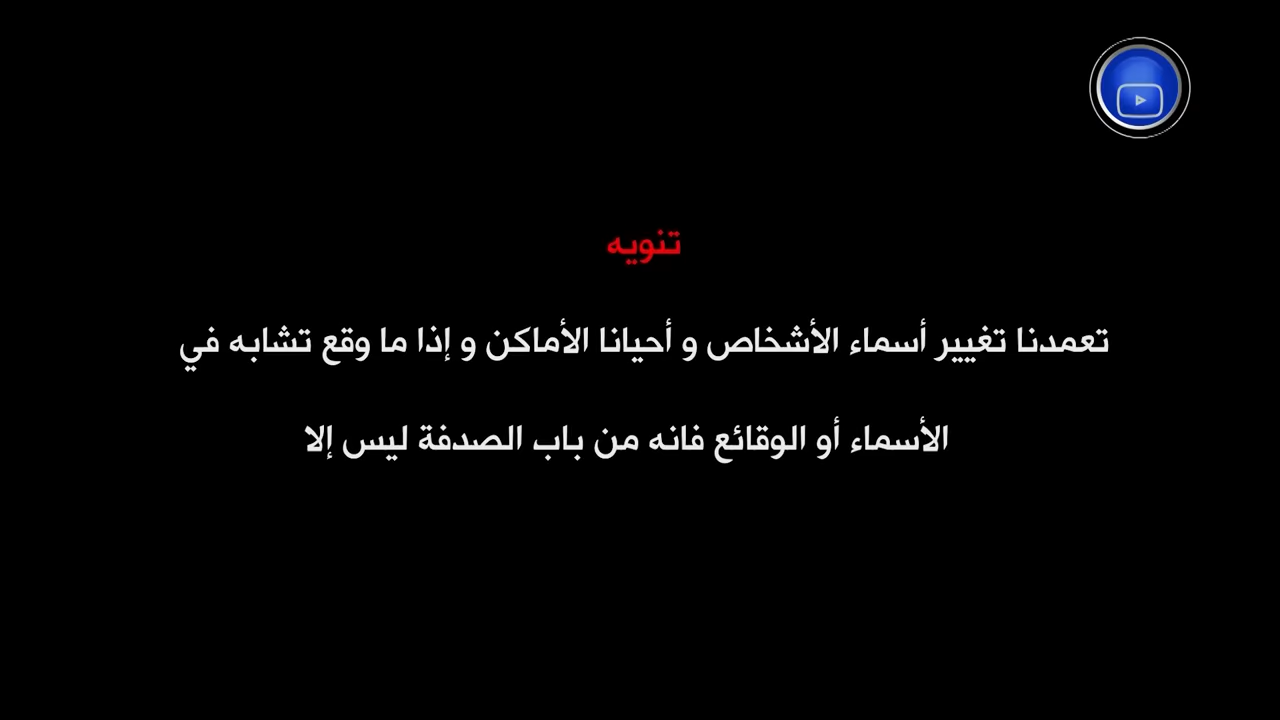 تنويه
تعمدنا تغيير أسماء الأشخاص و أحيانا الأماكن و إذا ما وقع تشابه في
الأسماء أو الوقائع فانه من باب الصدفة ليس إلا